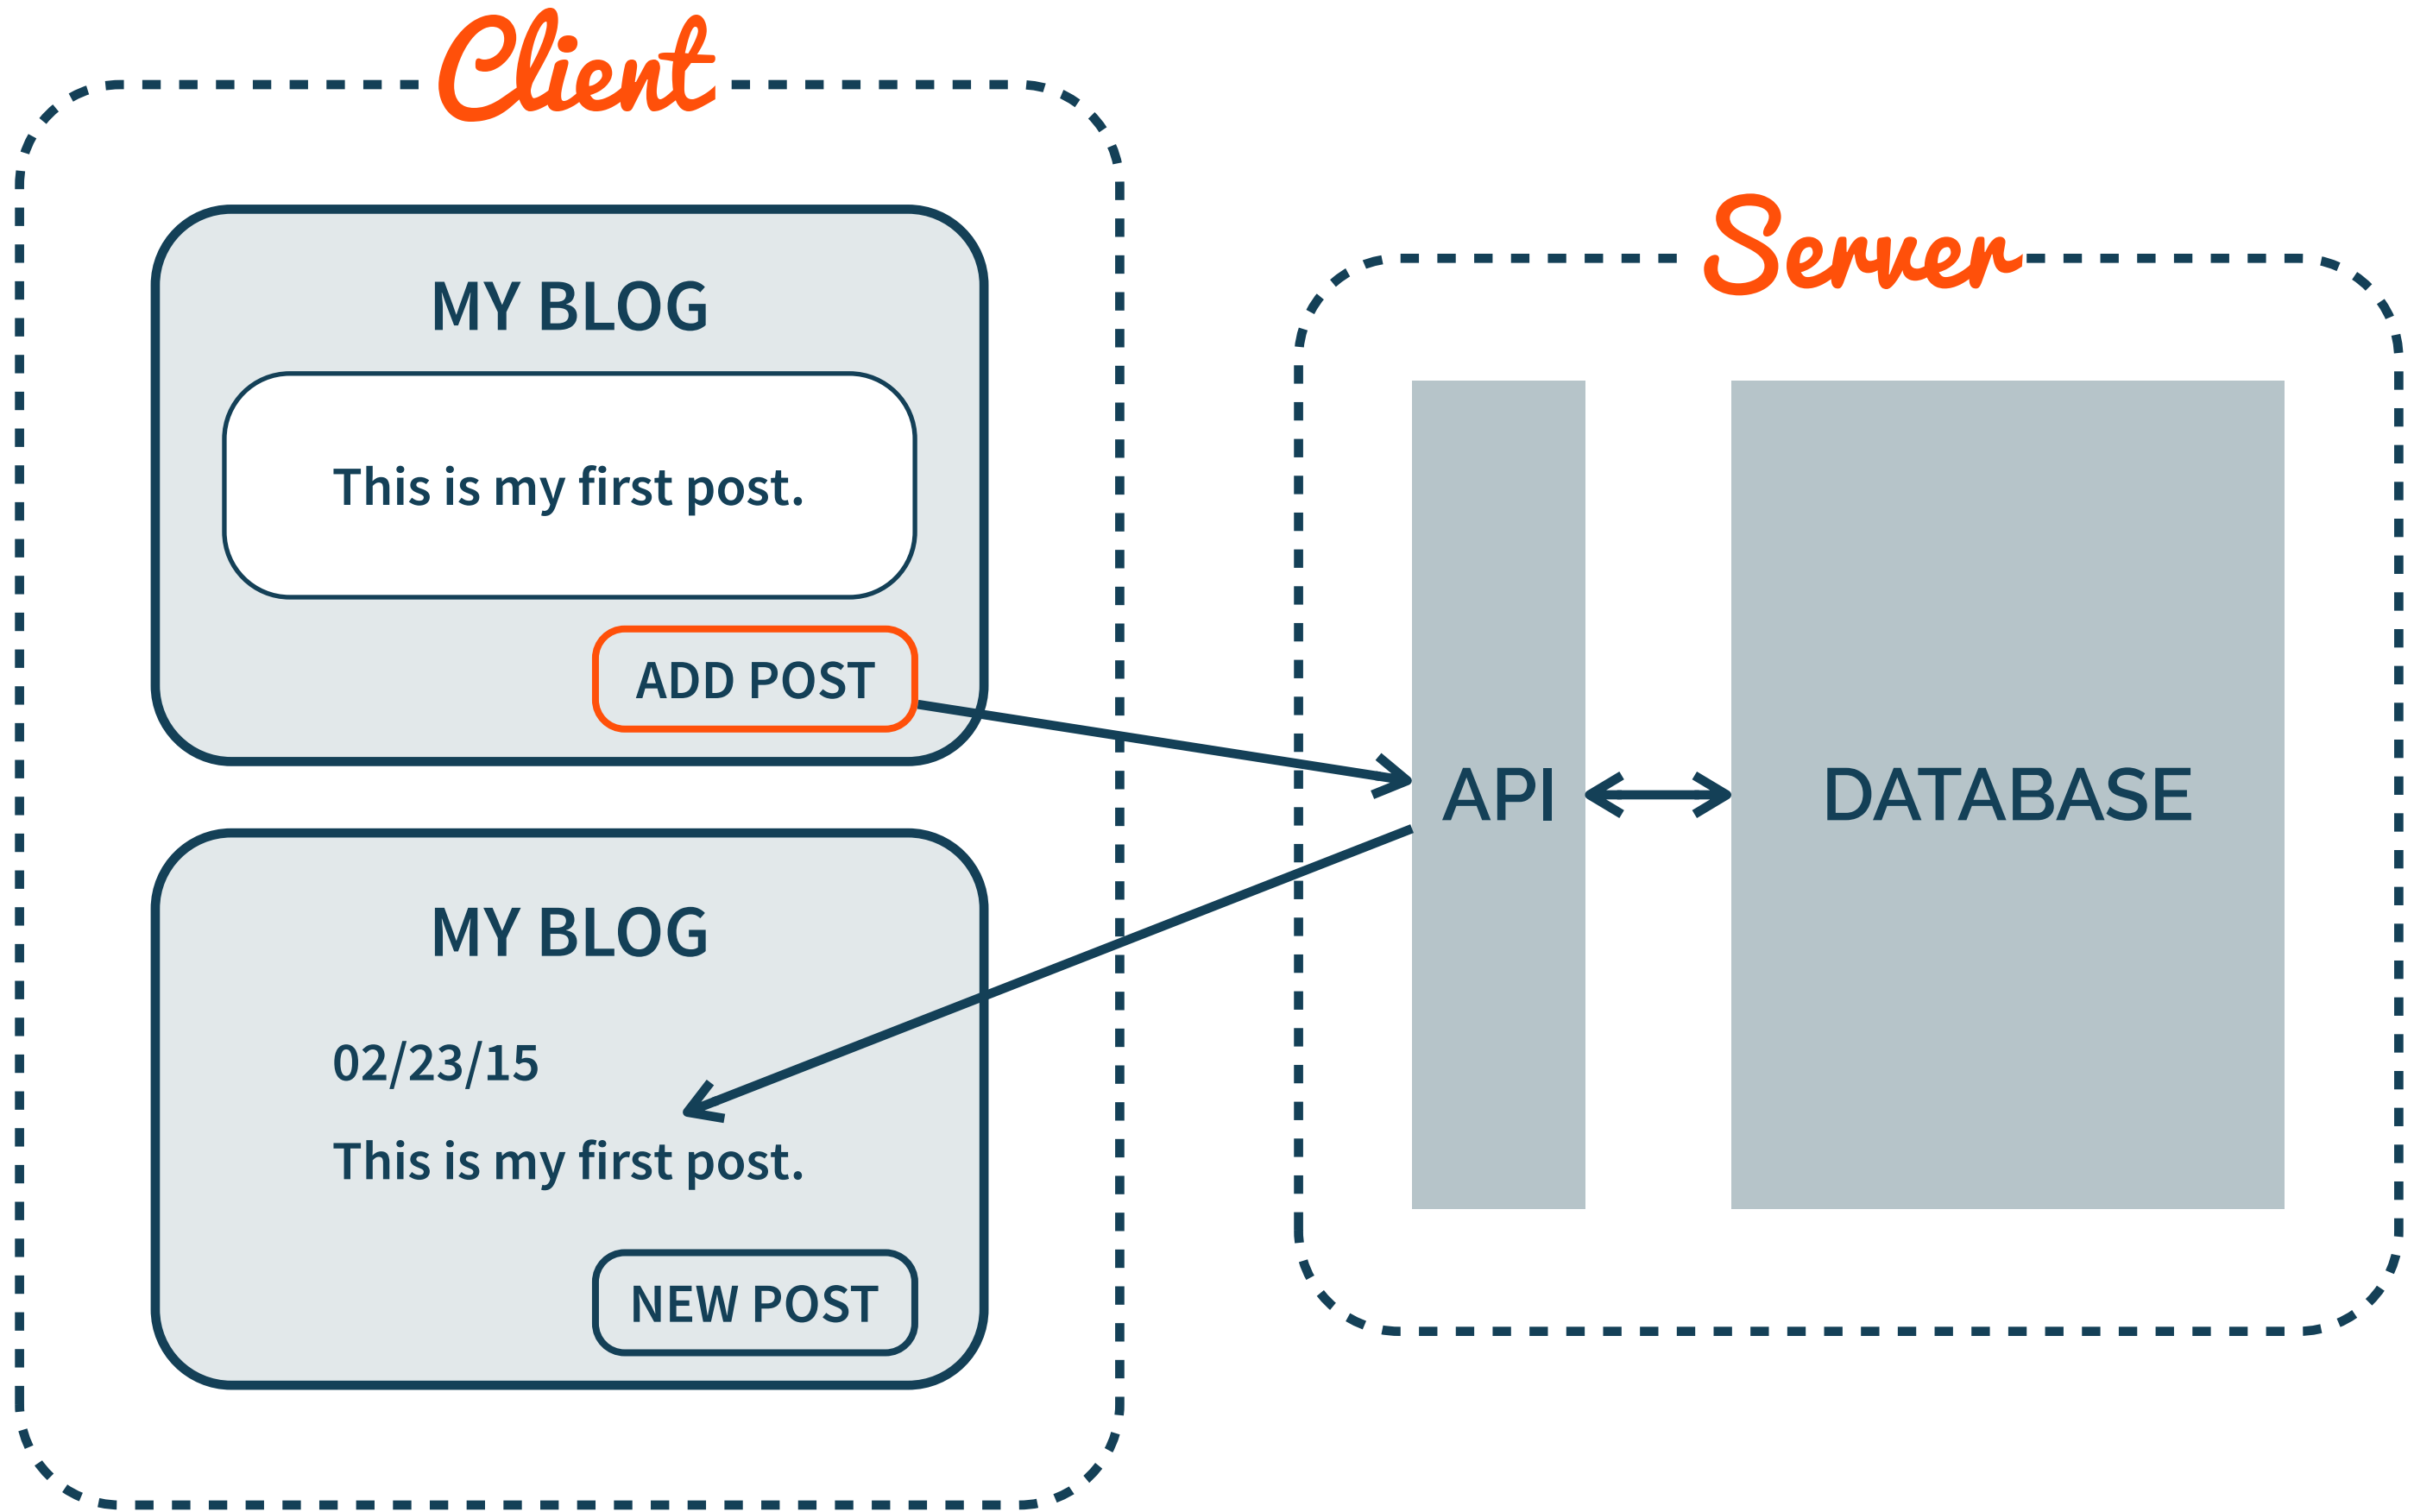 Client
MY BLOG
This is my first post.
ADD POST
MY BLOG
02/23/15
This is my first post.
NEW POST
Server
API
DATABASE